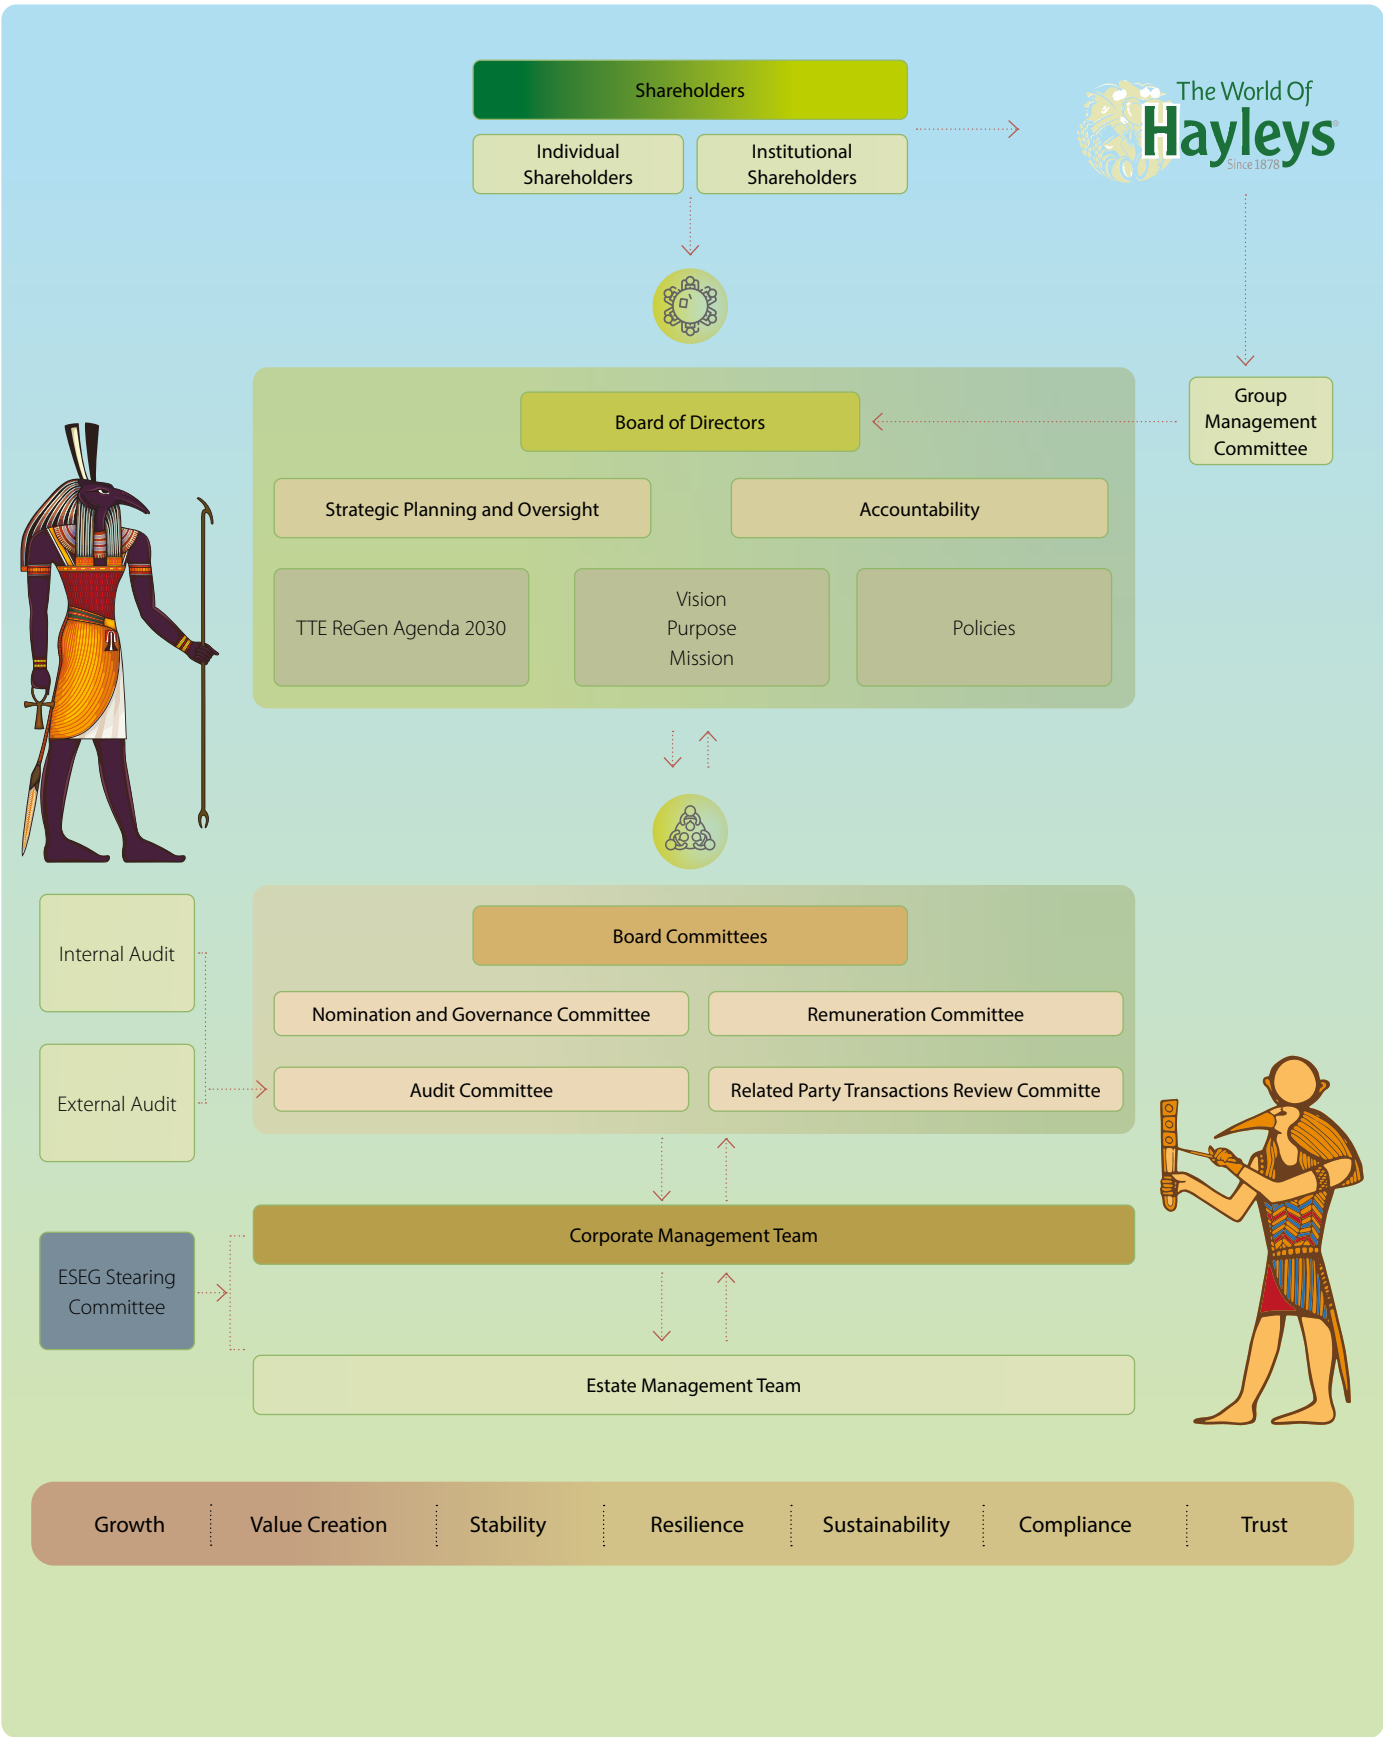 Shareholders
Individual
Shareholders
Institutional
Shareholders
The World Of
Hayleys
Since 1878
Group
Management
Committee
Board of Directors
Strategic Planning and Oversight
Accountability
TTE ReGen Agenda 2030
Vision
Purpose
Mission
Policies
Internal Audit
External Audit
Board Committees
Nomination and Governance Committee
Remuneration Committee
Audit Committee
Related Party Transactions Review Committe
Corporate Management Team
ESEG Stearing
Committee
Estate Management Team
Growth
Value Creation
Stability
Resilience
Sustainability
Compliance
Trust